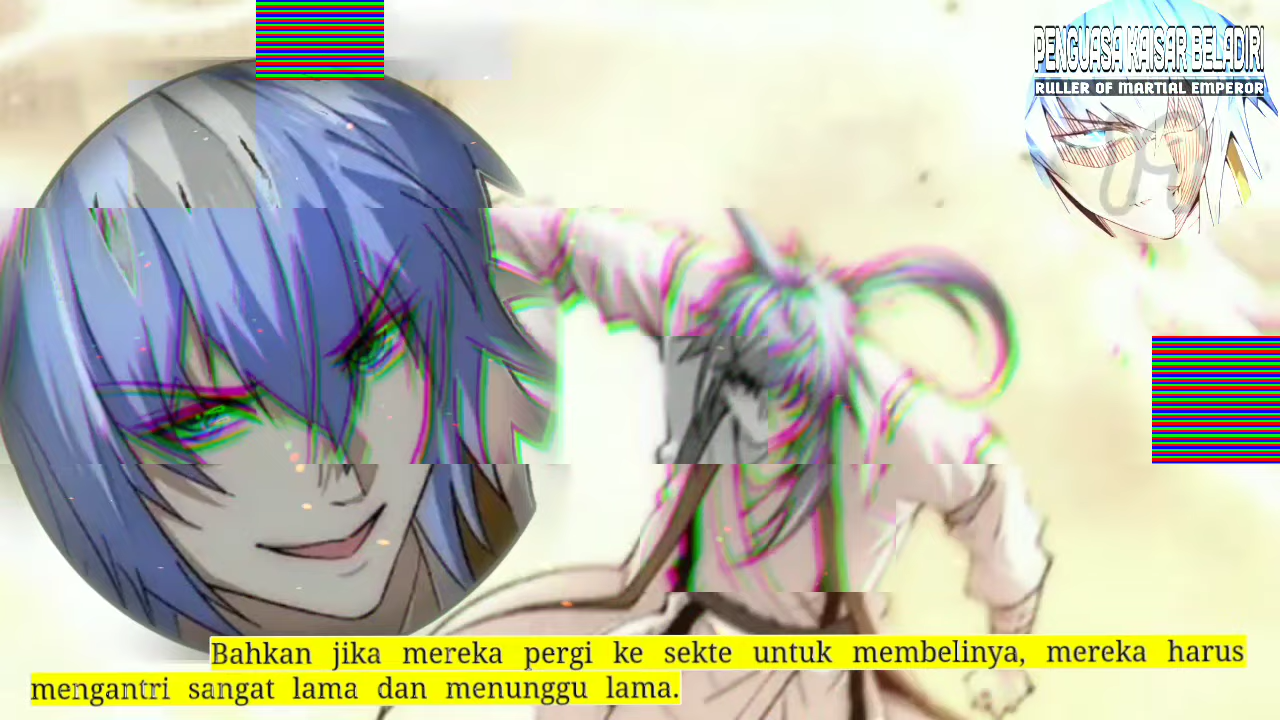 PENGUASA KAISAR BELADIRI
RULLER OF MARTIAL EMPEROR
Bahkan jika mereka pergi ke sekte untuk membelinya, mereka harus
mengantri sangat lama dan menunggu lama.